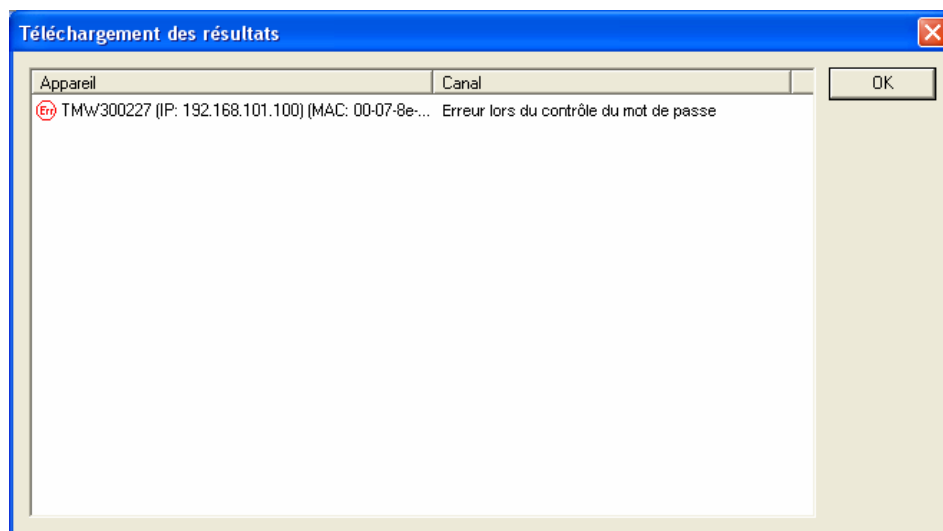 Téléchargement des résultats
Appareil Canal
OK
Err TMW300227 (IP: 192.168.101.100) (MAC: 00-07-8e-... Erreur lors du contrôle du mot de passe